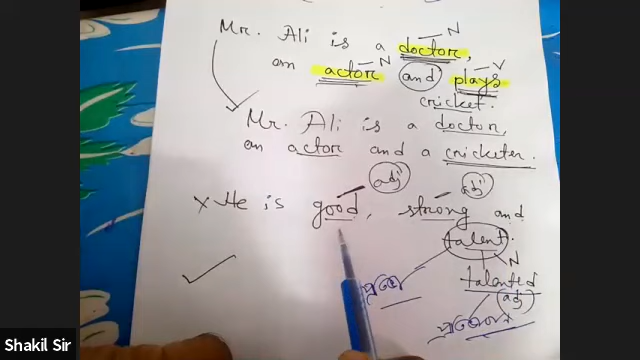 N
Mr. Ali is a doctor,
N V
an actor and plays
cricket.
Mr. Ali is a doctor,
an actor and a cricketer.
adj adj
x He is good, strong and
talent.
N
talented
adj
Shakil Sir